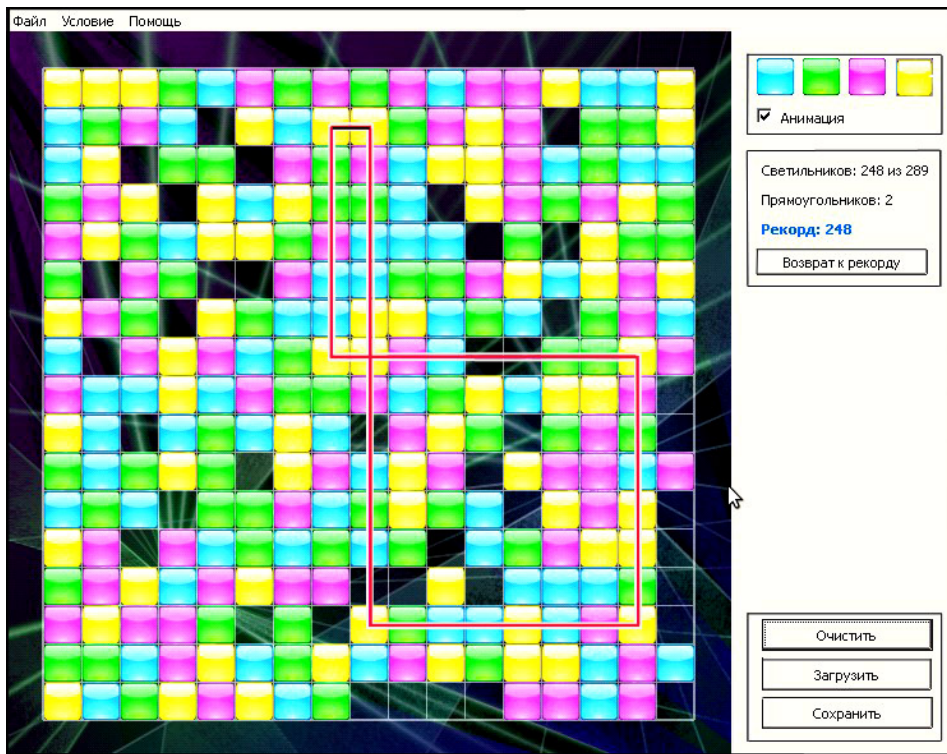 Файл Условие Помощь
Анимация
Светильников: 248 из 289
Прямоугольников: 2
Рекорд: 248
Возврат к рекорду
Очистить
Загрузить
Сохранить